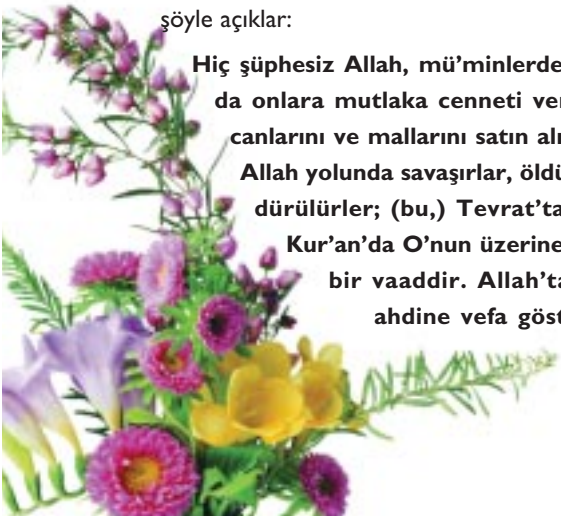 şöyle açıklar:
Hiç şüphesiz Allah, mü'minlerde
da onlara mutlaka cenneti ver
canlarını ve mallarını satın alı
Allah yolunda savaşırlar, öldü
dürülürler; (bu,) Tevrat'ta
Kur'an'da O'nun üzerine
bir vaaddir. Allah'ta
ahdine vefa göst